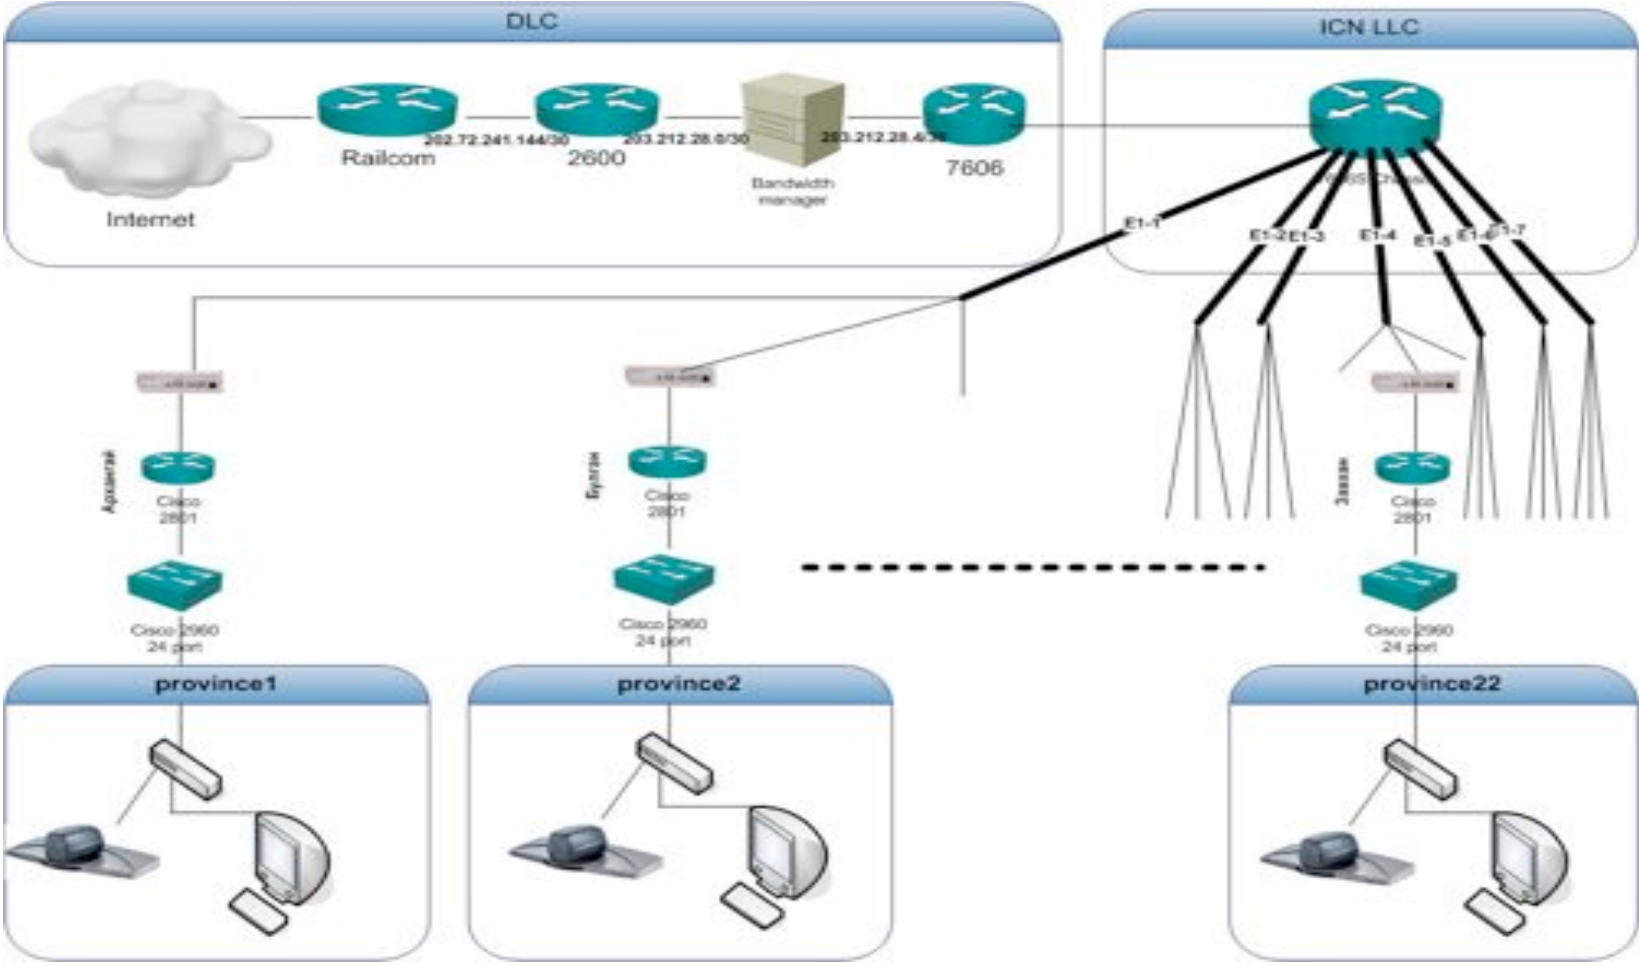 DLC
ICN LLC
202.72.241.144/30
203.212.28.0/30
203.212.28.4/30
Railcom
2600
7606
Bandwidth
manager
Internet
Chassis
E1-1
E1-2
E1-3
E1-4
E1-5
E1-6
E1-7
Архангай
Булган
Завхан
Cisco
2801
Cisco
2801
Cisco
2801
Cisco 2960
24 port
Cisco 2960
24 port
Cisco 2960
24 port
province1
province2
province22